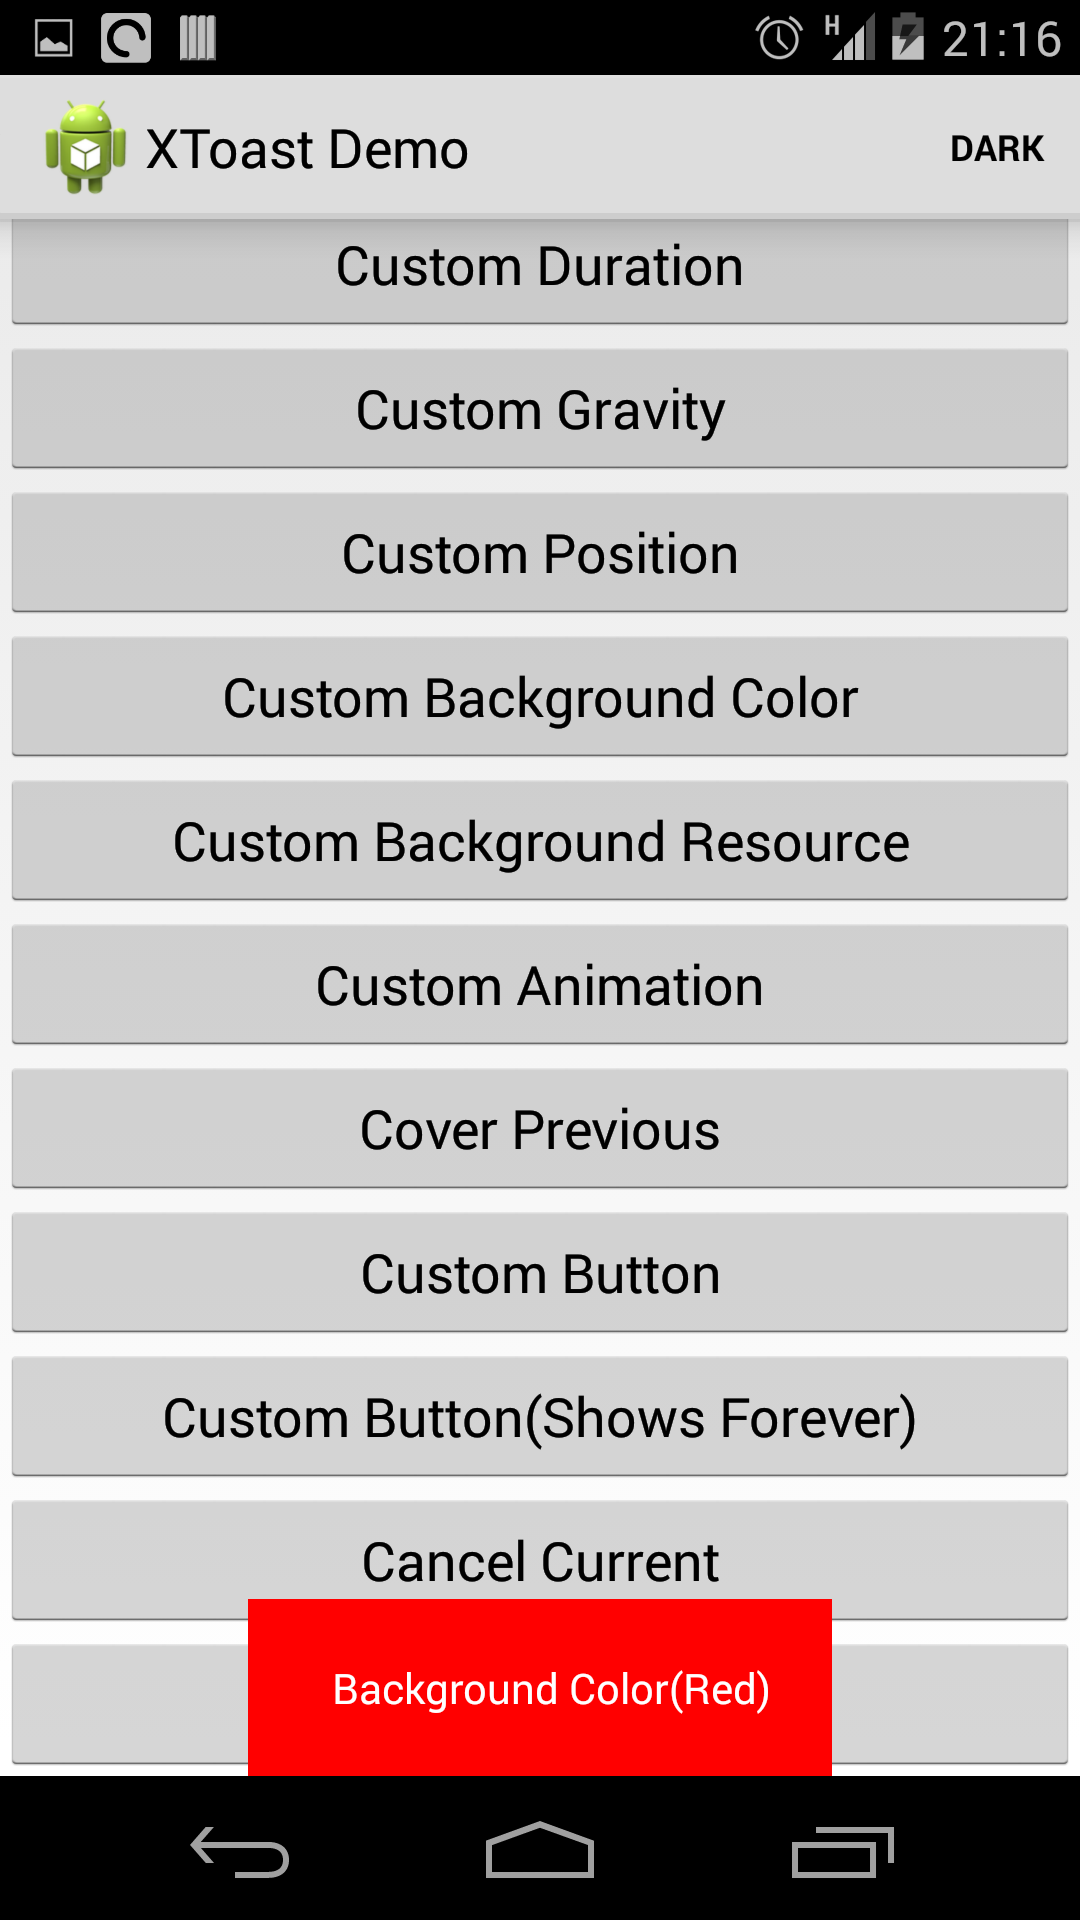 H 21:16
XToast Demo DARK
Custom Duration
Custom Gravity
Custom Position
Custom Background Color
Custom Background Resource
Custom Animation
Cover Previous
Custom Button
Custom Button(Shows Forever)
Cancel Current
Background Color(Red)